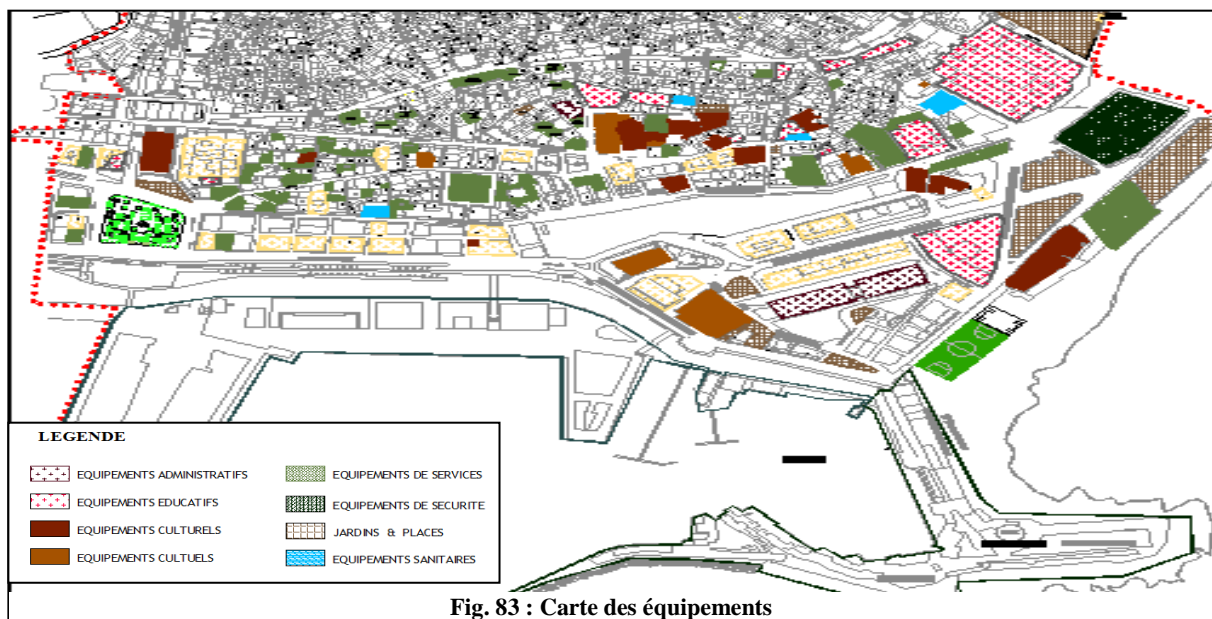 LEGENDE
EQUIPEMENTS ADMINISTRATIFS
EQUIPEMENTS EDUCATIFS
EQUIPEMENTS CULTURELS
EQUIPEMENTS CULTUELS
EQUIPEMENTS DE SERVICES
EQUIPEMENTS DE SECURITE
JARDINS & PLACES
EQUIPEMENTS SANITAIRES
Fig. 83 : Carte des équipements